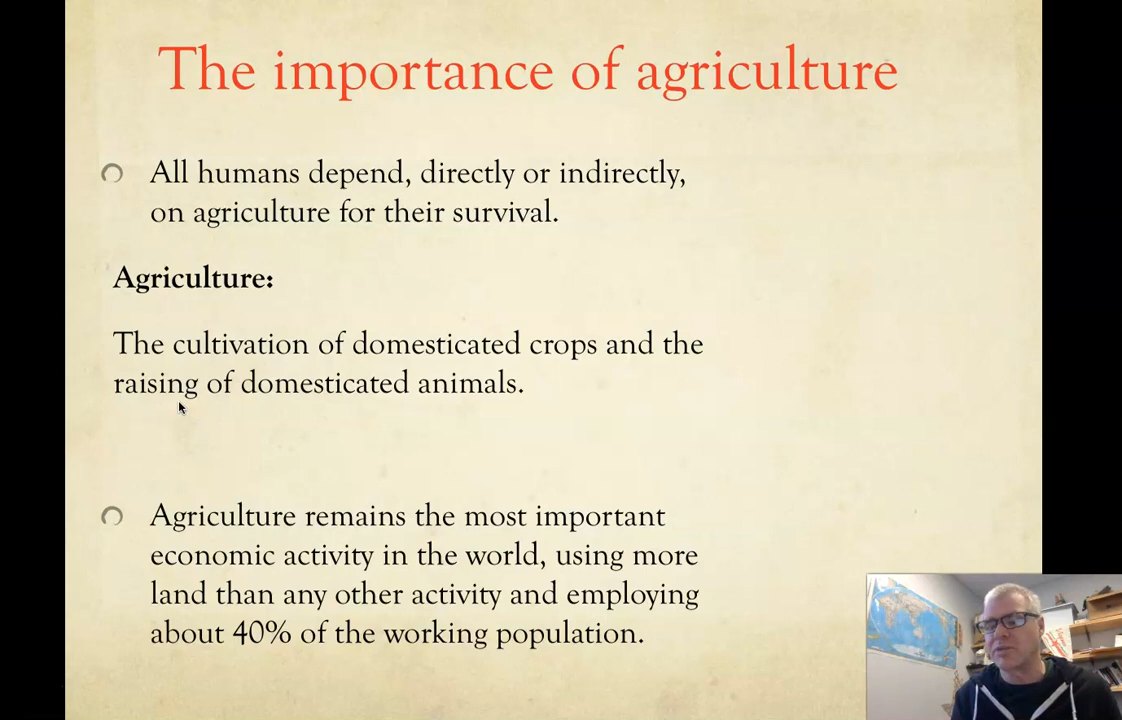 The importance of agriculture
All humans depend, directly or indirectly,
on agriculture for their survival.
Agriculture:
The cultivation of domesticated crops and the
raising of domesticated animals.
Agriculture remains the most important
economic activity in the world, using more
land than any other activity and employing
about 40% of the working population.